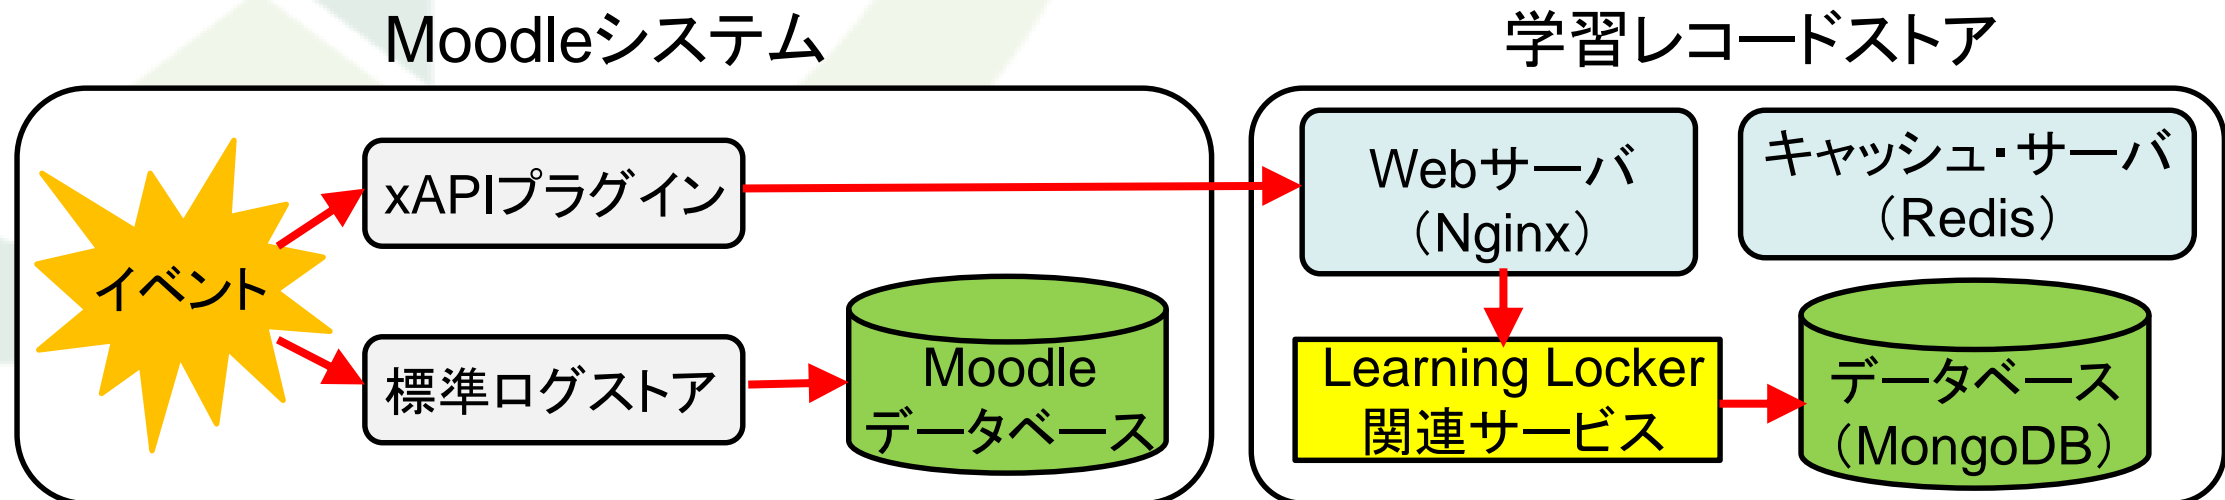 Moodleシステム
イベント
xAPIプラグイン
標準ログストア
Moodle
データベース
学習レコードストア
Webサーバ
（Nginx）
キャッシュ・サーバ
（Redis）
Learning Locker
関連サービス
データベース
（MongoDB）